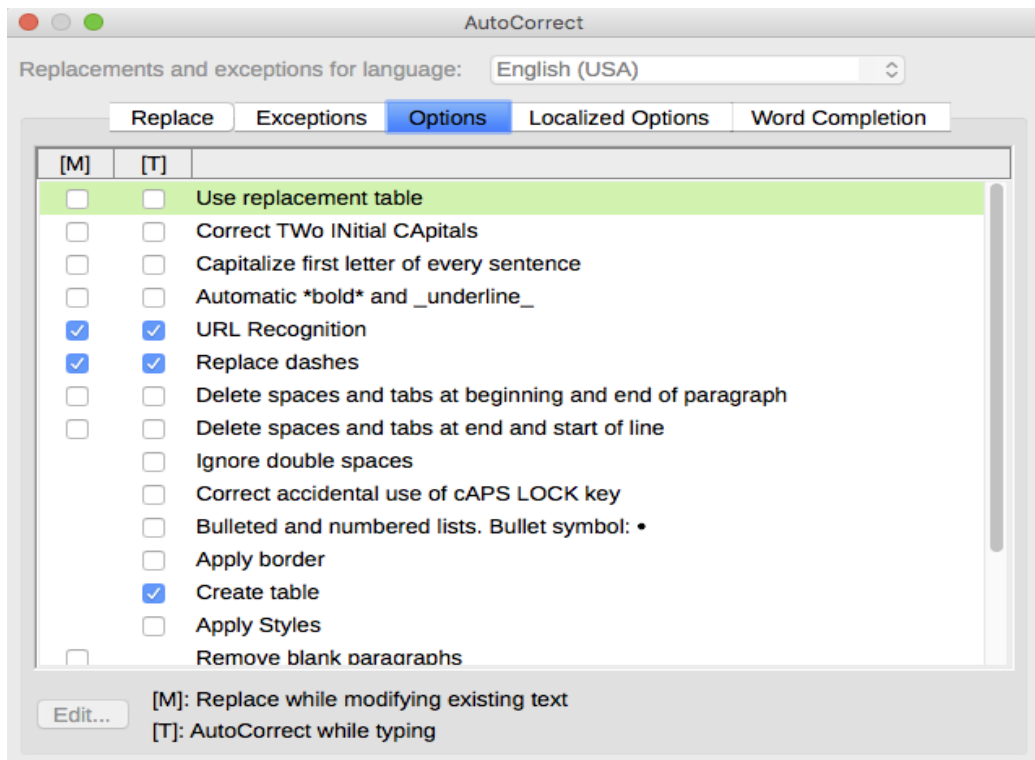 AutoCorrect
Replacements and exceptions for language: English (USA)
Replace Exceptions Options Localized Options Word Completion
[M] [T]
Use replacement table
Correct TWo INitial CApitals
Capitalize first letter of every sentence
Automatic *bold* and _underline_
URL Recognition
Replace dashes
Delete spaces and tabs at beginning and end of paragraph
Delete spaces and tabs at end and start of line
Ignore double spaces
Correct accidental use of cAPS LOCK key
Bulleted and numbered lists. Bullet symbol: •
Apply border
Create table
Apply Styles
Remove blank paragraphs
Edit...
[M]: Replace while modifying existing text
[T]: AutoCorrect while typing